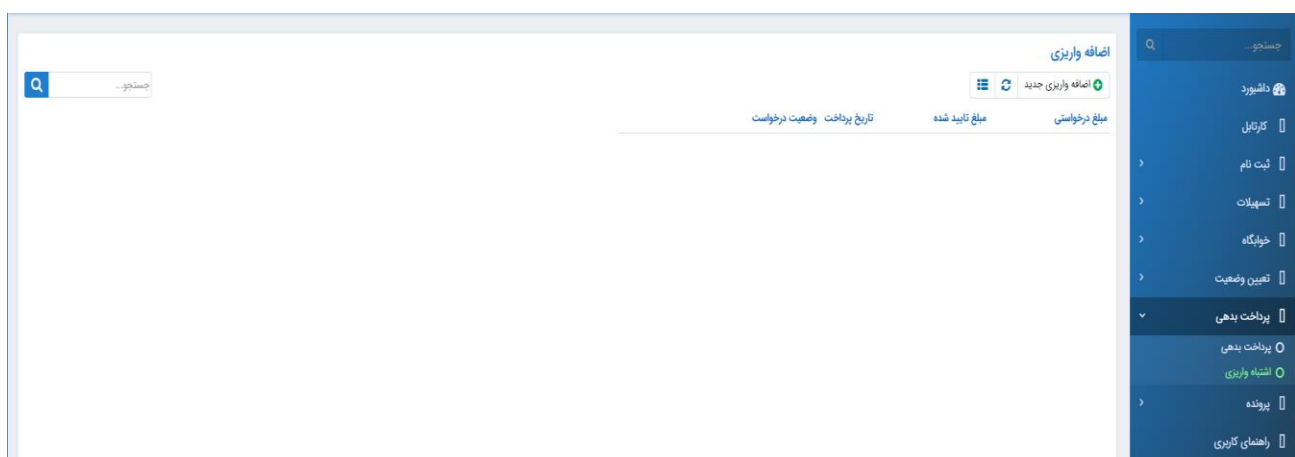 جستجو...
داشبورد
کارتابل
ثبت نام
تسهیلات
خوابگاه
تعیین وضعیت
پرداخت بدهی
پرداخت بدهی
اشتباه واریزی
پرونده
راهنمای کاربری
اضافه واریزی
اضافه واریزی جدید
جستجو...
مبلغ درخواستی مبلغ تایید شده تاریخ پرداخت وضعیت درخواست